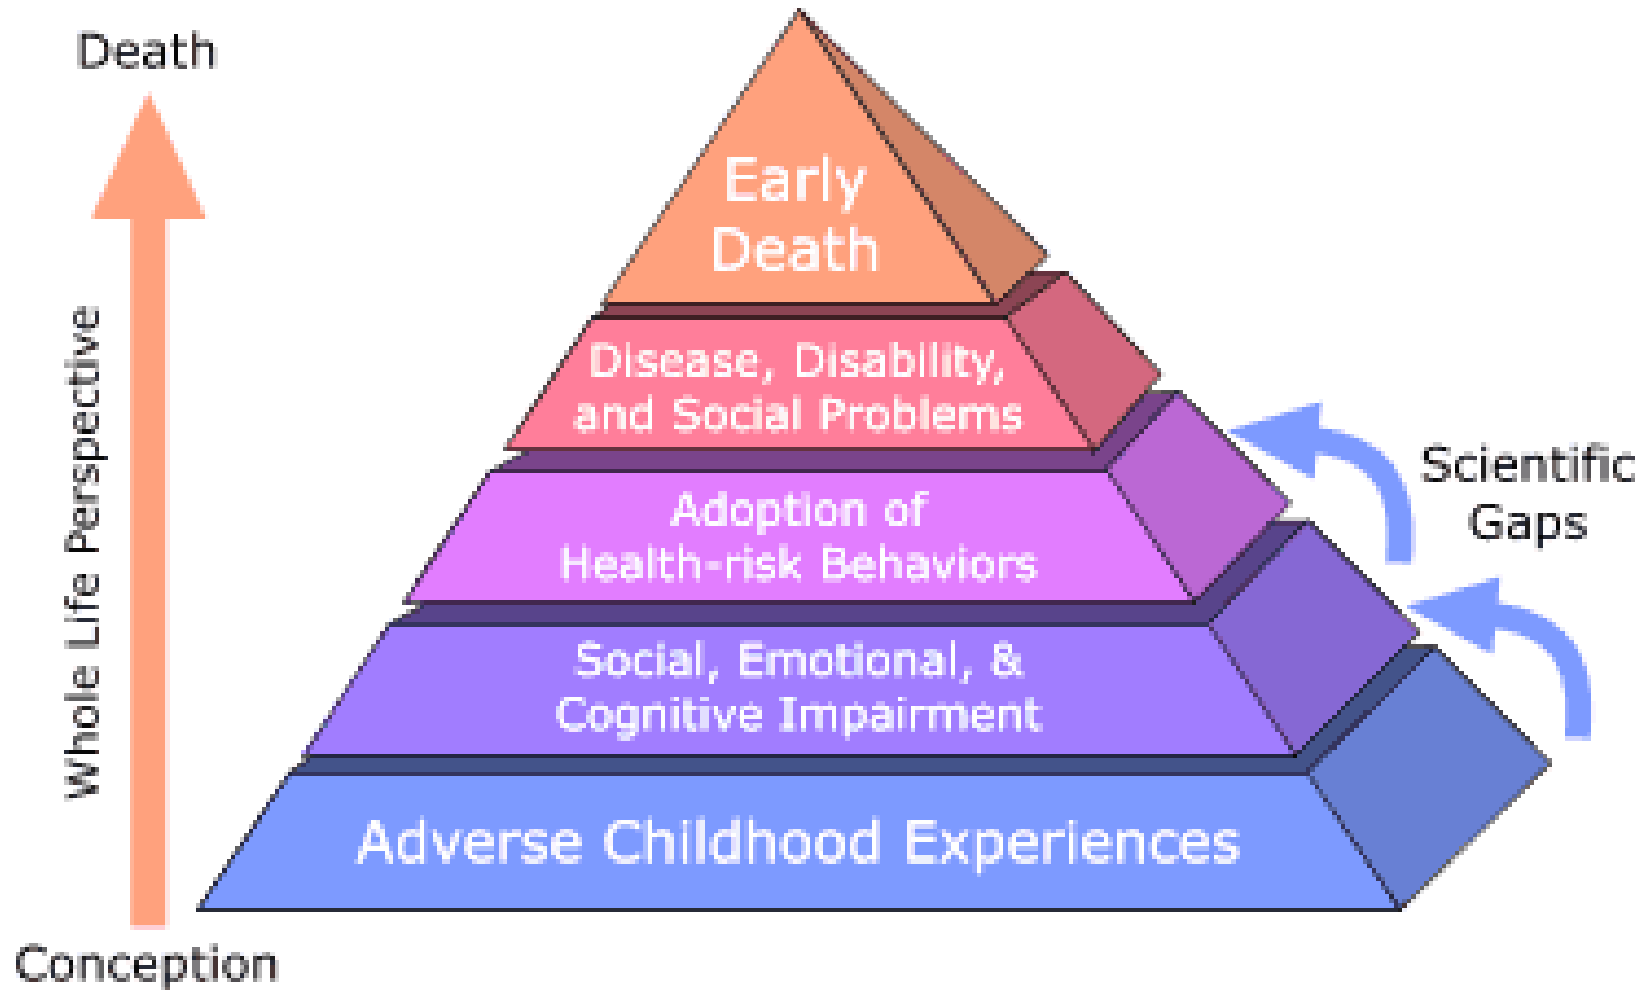 Death
Whole Life Perspective
Conception
Early
Death
Disease, Disability,
and Social Problems
Adoption of
Health-risk Behaviors
Social, Emotional, &
Cognitive Impairment
Adverse Childhood Experiences
Scientific
Gaps